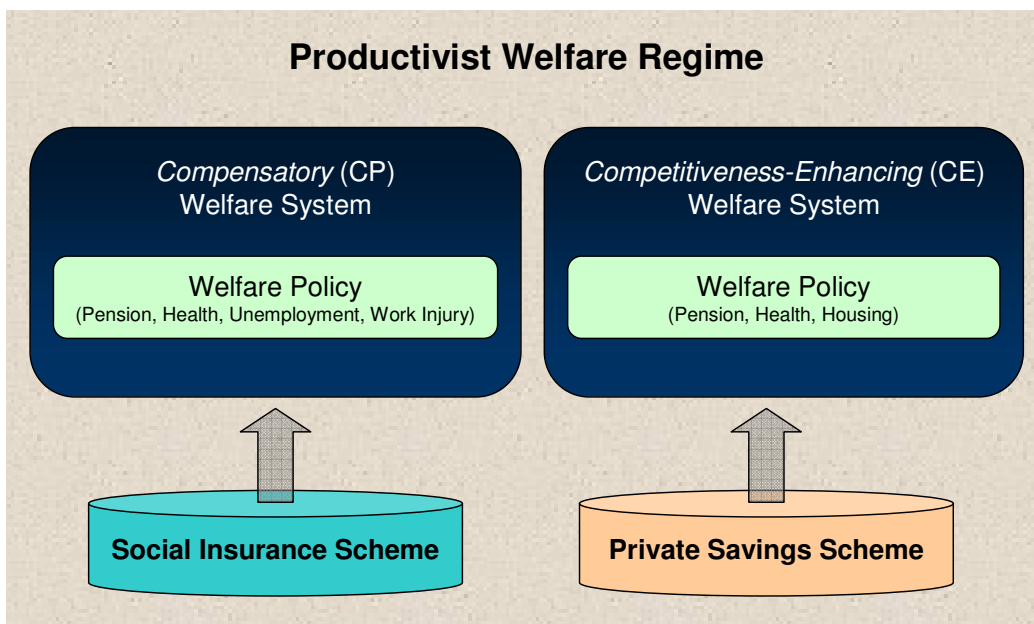 Productivist Welfare Regime
Compensatory (CP)
Welfare System
Welfare Policy
(Pension, Health, Unemployment, Work Injury)
Social Insurance Scheme
Competitiveness-Enhancing (CE)
Welfare System
Welfare Policy
(Pension, Health, Housing)
Private Savings Scheme